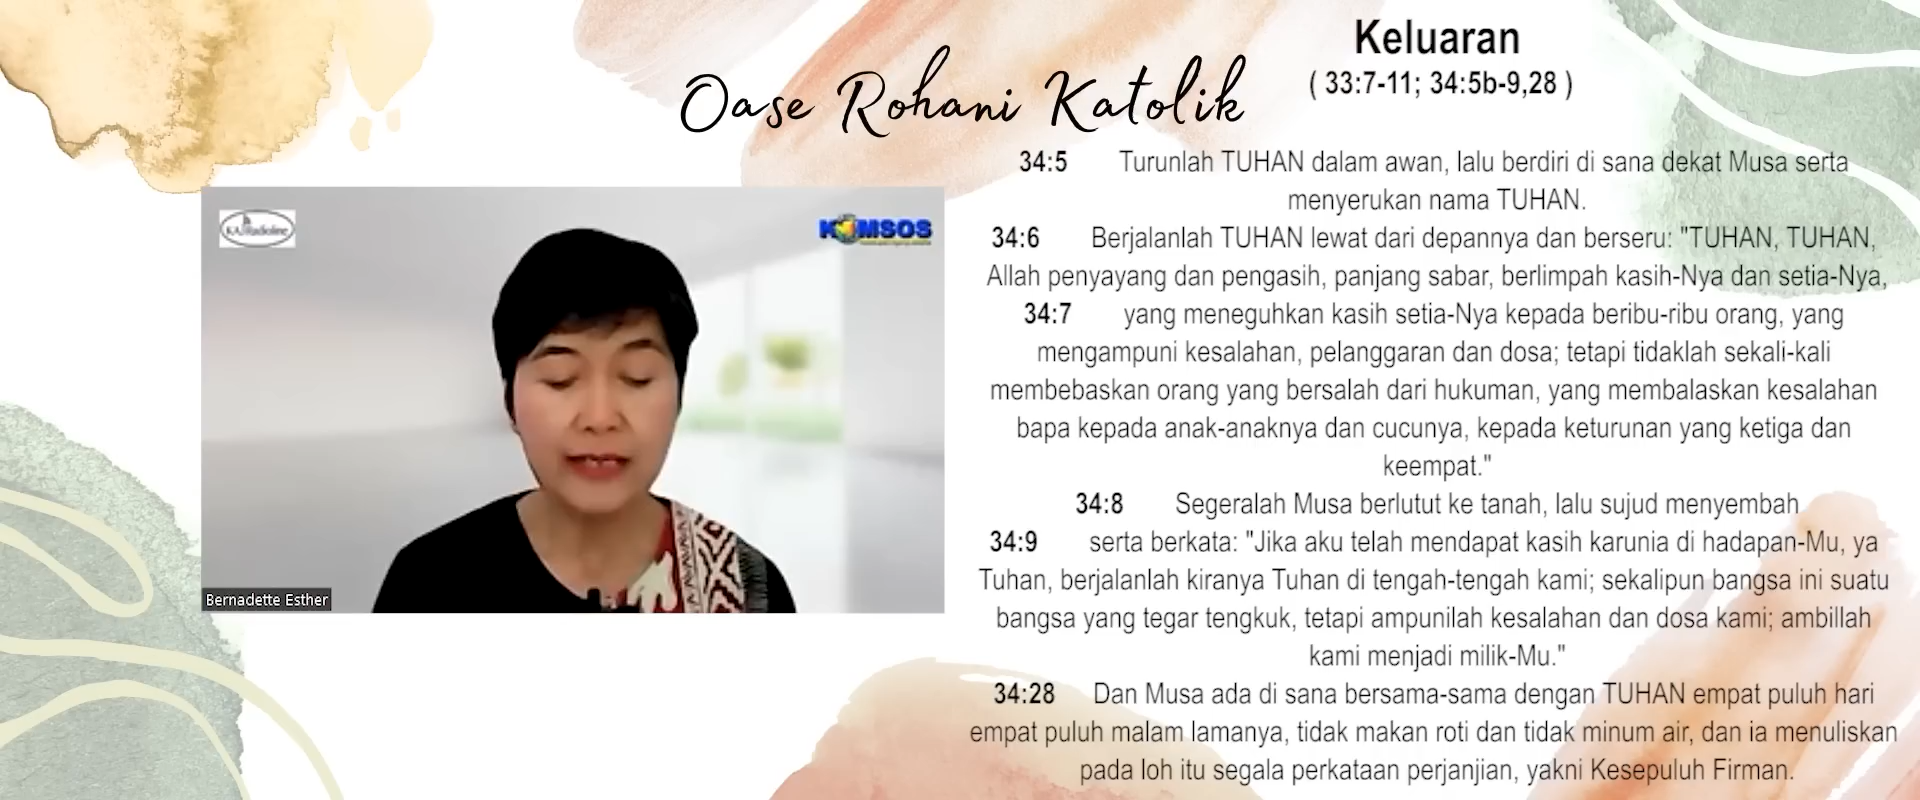 Oase Rohani Katolik
Keluaran
( 33:7-11; 34:5b-9,28 )
KAJ Radioline
KOMSOS
Bernadette Esther
34:5 Turunlah TUHAN dalam awan, lalu berdiri di sana dekat Musa serta
menyerukan nama TUHAN.
34:6 Berjalanlah TUHAN lewat dari depannya dan berseru: "TUHAN, TUHAN,
Allah penyayang dan pengasih, panjang sabar, berlimpah kasih-Nya dan setia-Nya,
34:7 yang meneguhkan kasih setia-Nya kepada beribu-ribu orang, yang
mengampuni kesalahan, pelanggaran dan dosa; tetapi tidaklah sekali-kali
membebaskan orang yang bersalah dari hukuman, yang membalaskan kesalahan
bapa kepada anak-anaknya dan cucunya, kepada keturunan yang ketiga dan
keempat."
34:8 Segeralah Musa berlutut ke tanah, lalu sujud menyembah
34:9 serta berkata: "Jika aku telah mendapat kasih karunia di hadapan-Mu, ya
Tuhan, berjalanlah kiranya Tuhan di tengah-tengah kami; sekalipun bangsa ini suatu
bangsa yang tegar tengkuk, tetapi ampunilah kesalahan dan dosa kami; ambillah
kami menjadi milik-Mu."
34:28 Dan Musa ada di sana bersama-sama dengan TUHAN empat puluh hari
empat puluh malam lamanya, tidak makan roti dan tidak minum air, dan ia menuliskan
pada loh itu segala perkataan perjanjian, yakni Kesepuluh Firman.